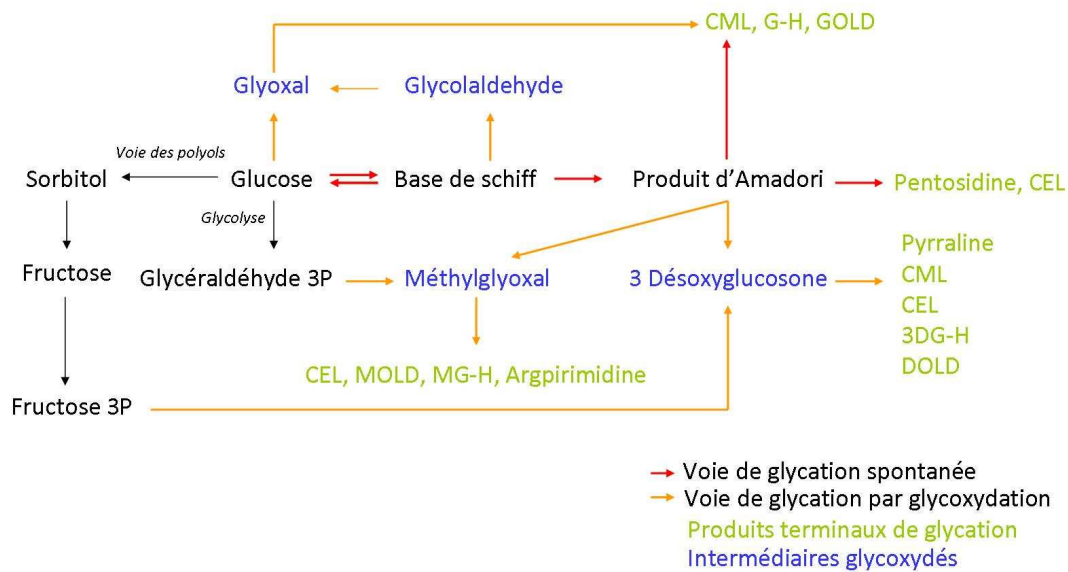 CML, G-H, GOLD
Glyoxal
Glycolaldehyde
Voie des polyols
Sorbitol
Glucose
Base de schiff
Produit d’Amadori
Pentosidine, CEL
Glycolyse
Pyrraline
Fructose
Glycéraldéhyde 3P
Méthylglyoxal
3 Désoxyglucosone
CML
CEL
3DG-H
DOLD
CEL, MOLD, MG-H, Argpirimidine
Fructose 3P
Voie de glycation spontanée
Voie de glycation par glycoxydation
Produits terminaux de glycation
Intermédiaires glycoxydés